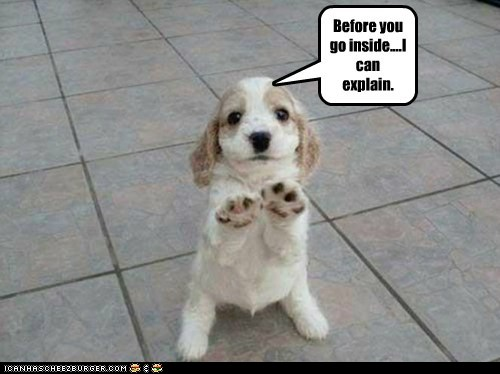 Before you
go inside....I
can
explain.
ICANHASCHEEZBURGER.COM